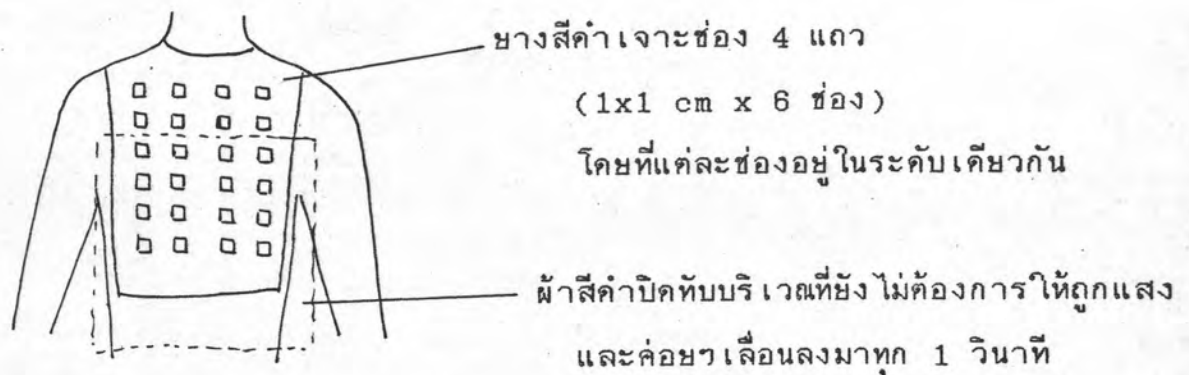 ยางสีดำเจาะช่อง 4 แถว
(1x1 cm x 6 ช่อง)
โดยที่แต่ละช่องอยู่ในระดับเดียวกัน
ผ้าสีดำปิดทับบริเวณที่ยังไม่ต้องการให้ถูกแสง
และค่อยๆเลื่อนลงมาทุก 1 วินาที